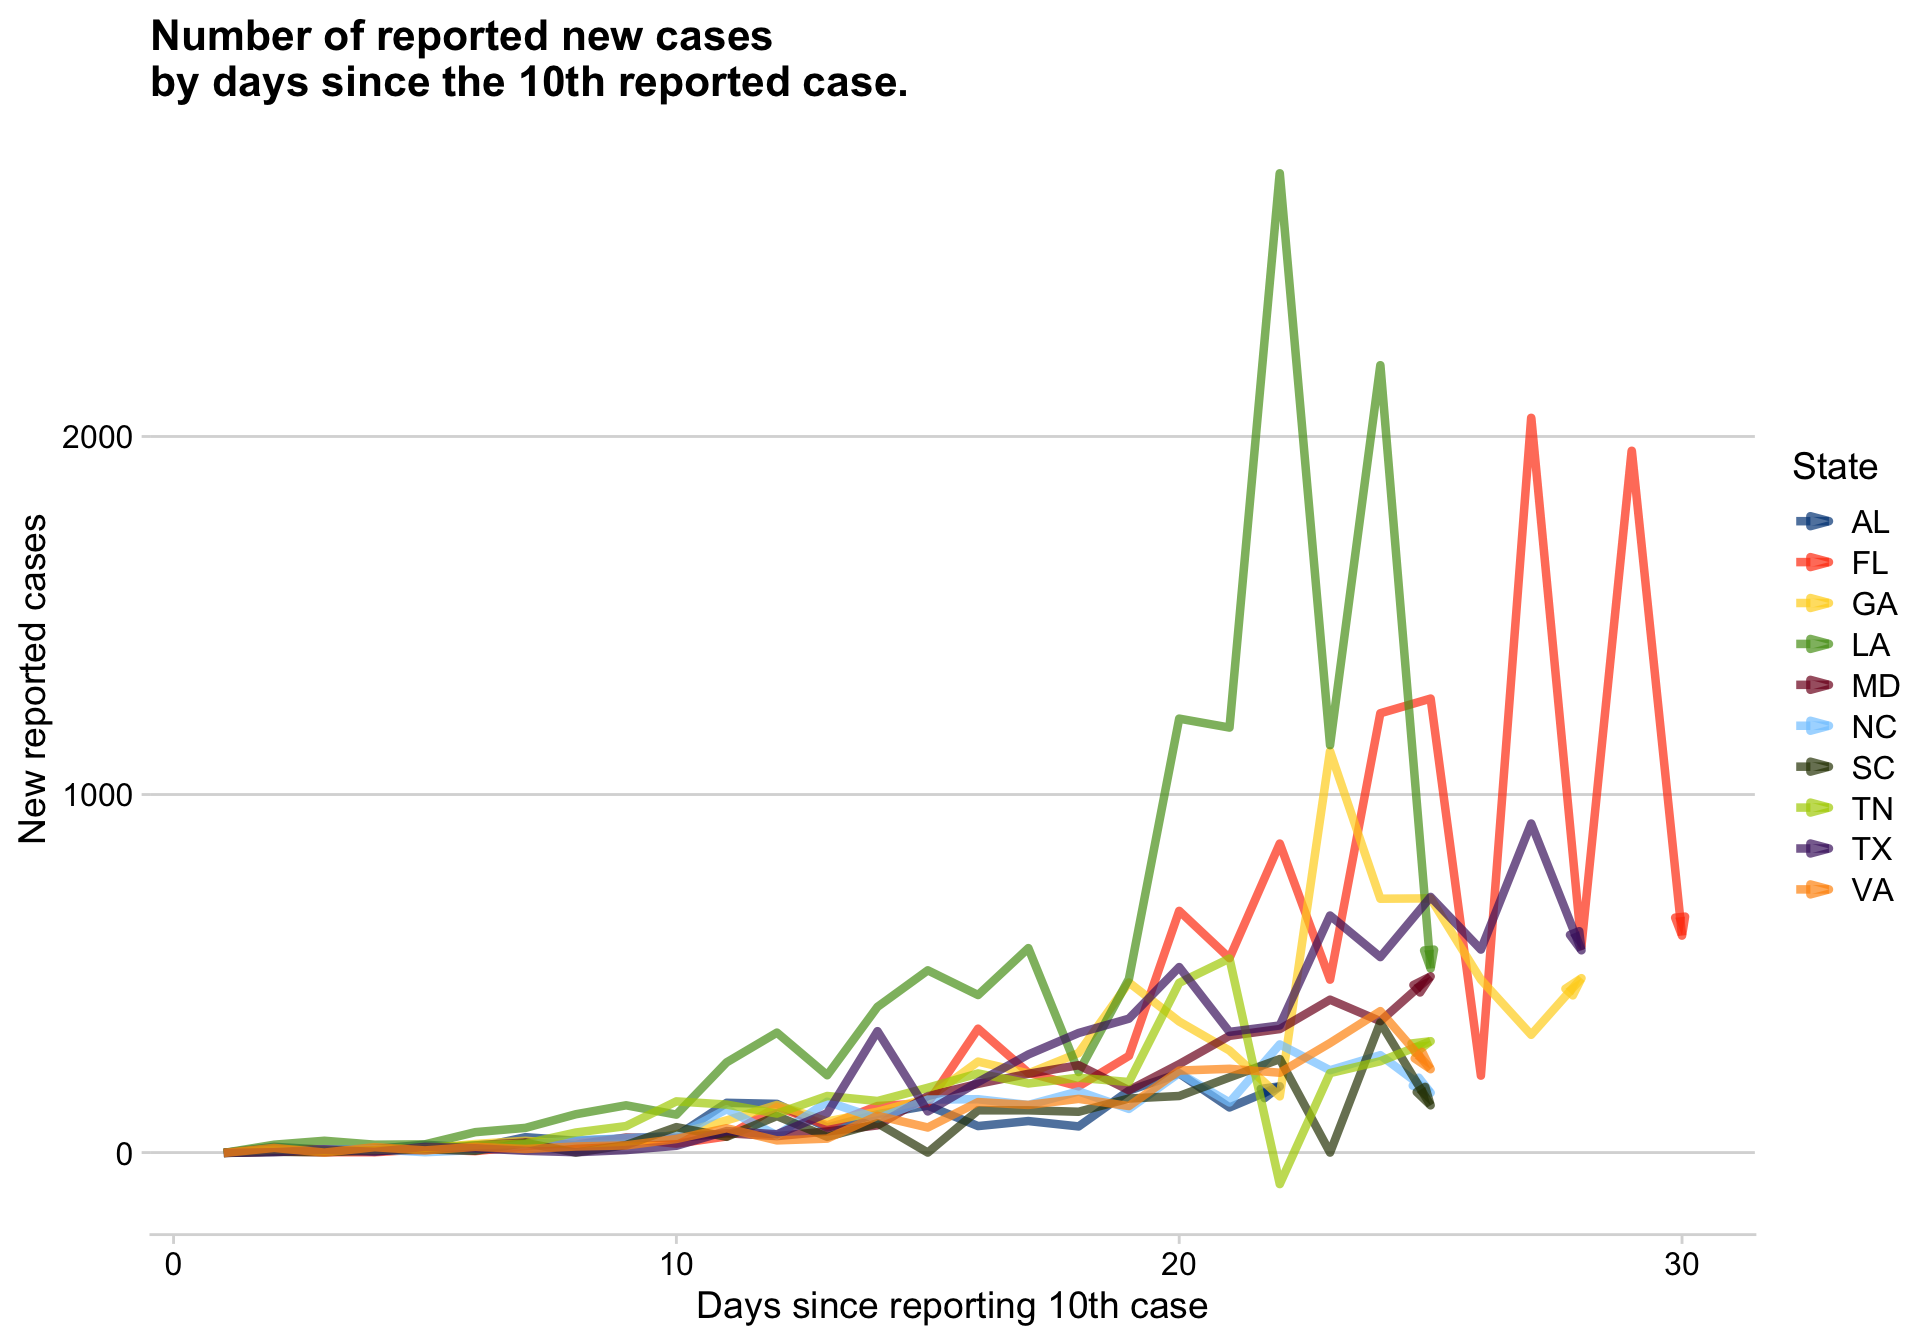 Number of reported new cases
by days since the 10th reported case.
New reported cases
2000
1000
0
0 10 20 30
Days since reporting 10th case
State
AL
FL
GA
LA
MD
NC
SC
TN
TX
VA